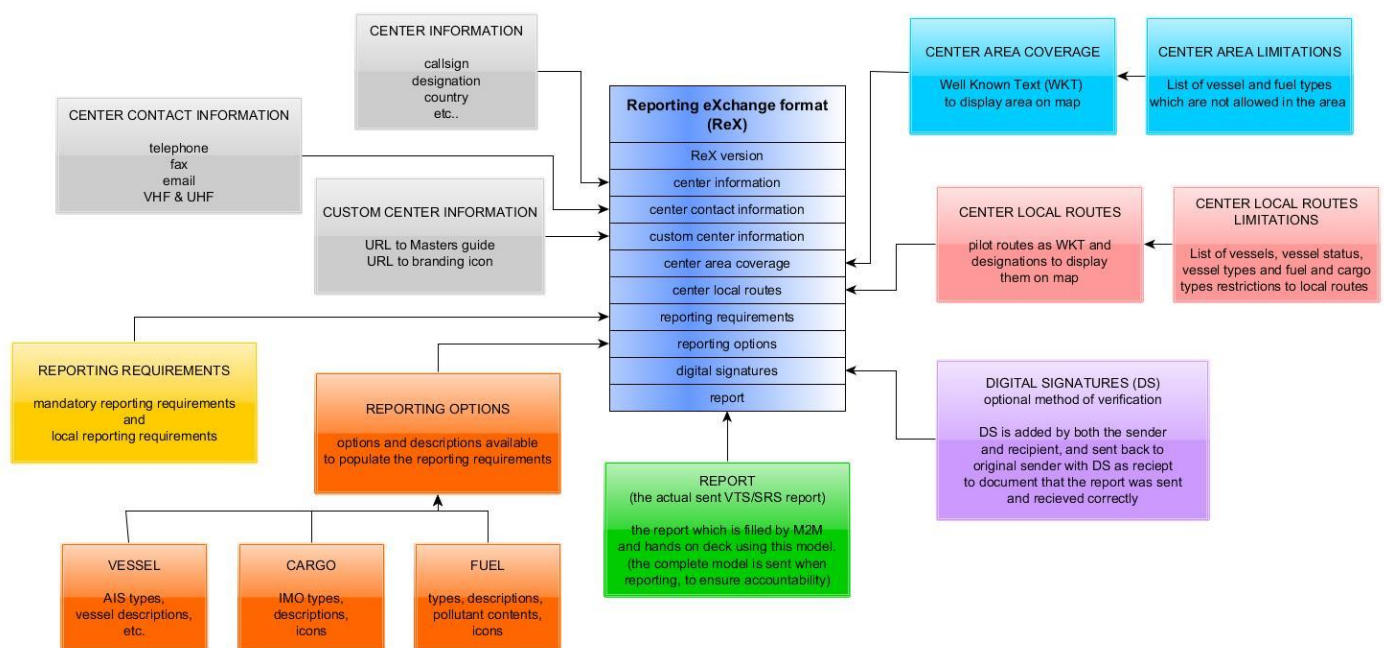 CENTER INFORMATION
callsign
designation
country
etc..
CENTER CONTACT INFORMATION
telephone
fax
email
VHF & UHF
CUSTOM CENTER INFORMATION
URL to Masters guide
URL to branding icon
Reporting eXchange format
(ReX)
ReX version
center information
center contact information
custom center information
center area coverage
center local routes
reporting requirements
reporting options
digital signatures
report
CENTER AREA COVERAGE
Well Known Text (WKT)
to display area on map
CENTER AREA LIMITATIONS
List of vessel and fuel types
which are not allowed in the area
CENTER LOCAL ROUTES
pilot routes as WKT and
designations to display
them on map
CENTER LOCAL ROUTES
LIMITATIONS
List of vessels, vessel status,
vessel types and fuel and cargo
types restrictions to local routes
REPORTING REQUIREMENTS
mandatory reporting requirements
and
local reporting requirements
REPORTING OPTIONS
options and descriptions available
to populate the reporting requirements
DIGITAL SIGNATURES (DS)
optional method of verification
DS is added by both the sender
and recipient, and sent back to
original sender with DS as reciept
to document that the report was sent
and recieved correctly
REPORT
(the actual sent VTS/SRS report)
the report which is filled by M2M
and hands on deck using this model.
(the complete model is sent when
reporting, to ensure accountability)
VESSEL
AIS types,
vessel descriptions,
etc.
CARGO
IMO types,
descriptions,
icons
FUEL
types, descriptions,
pollutant contents,
icons